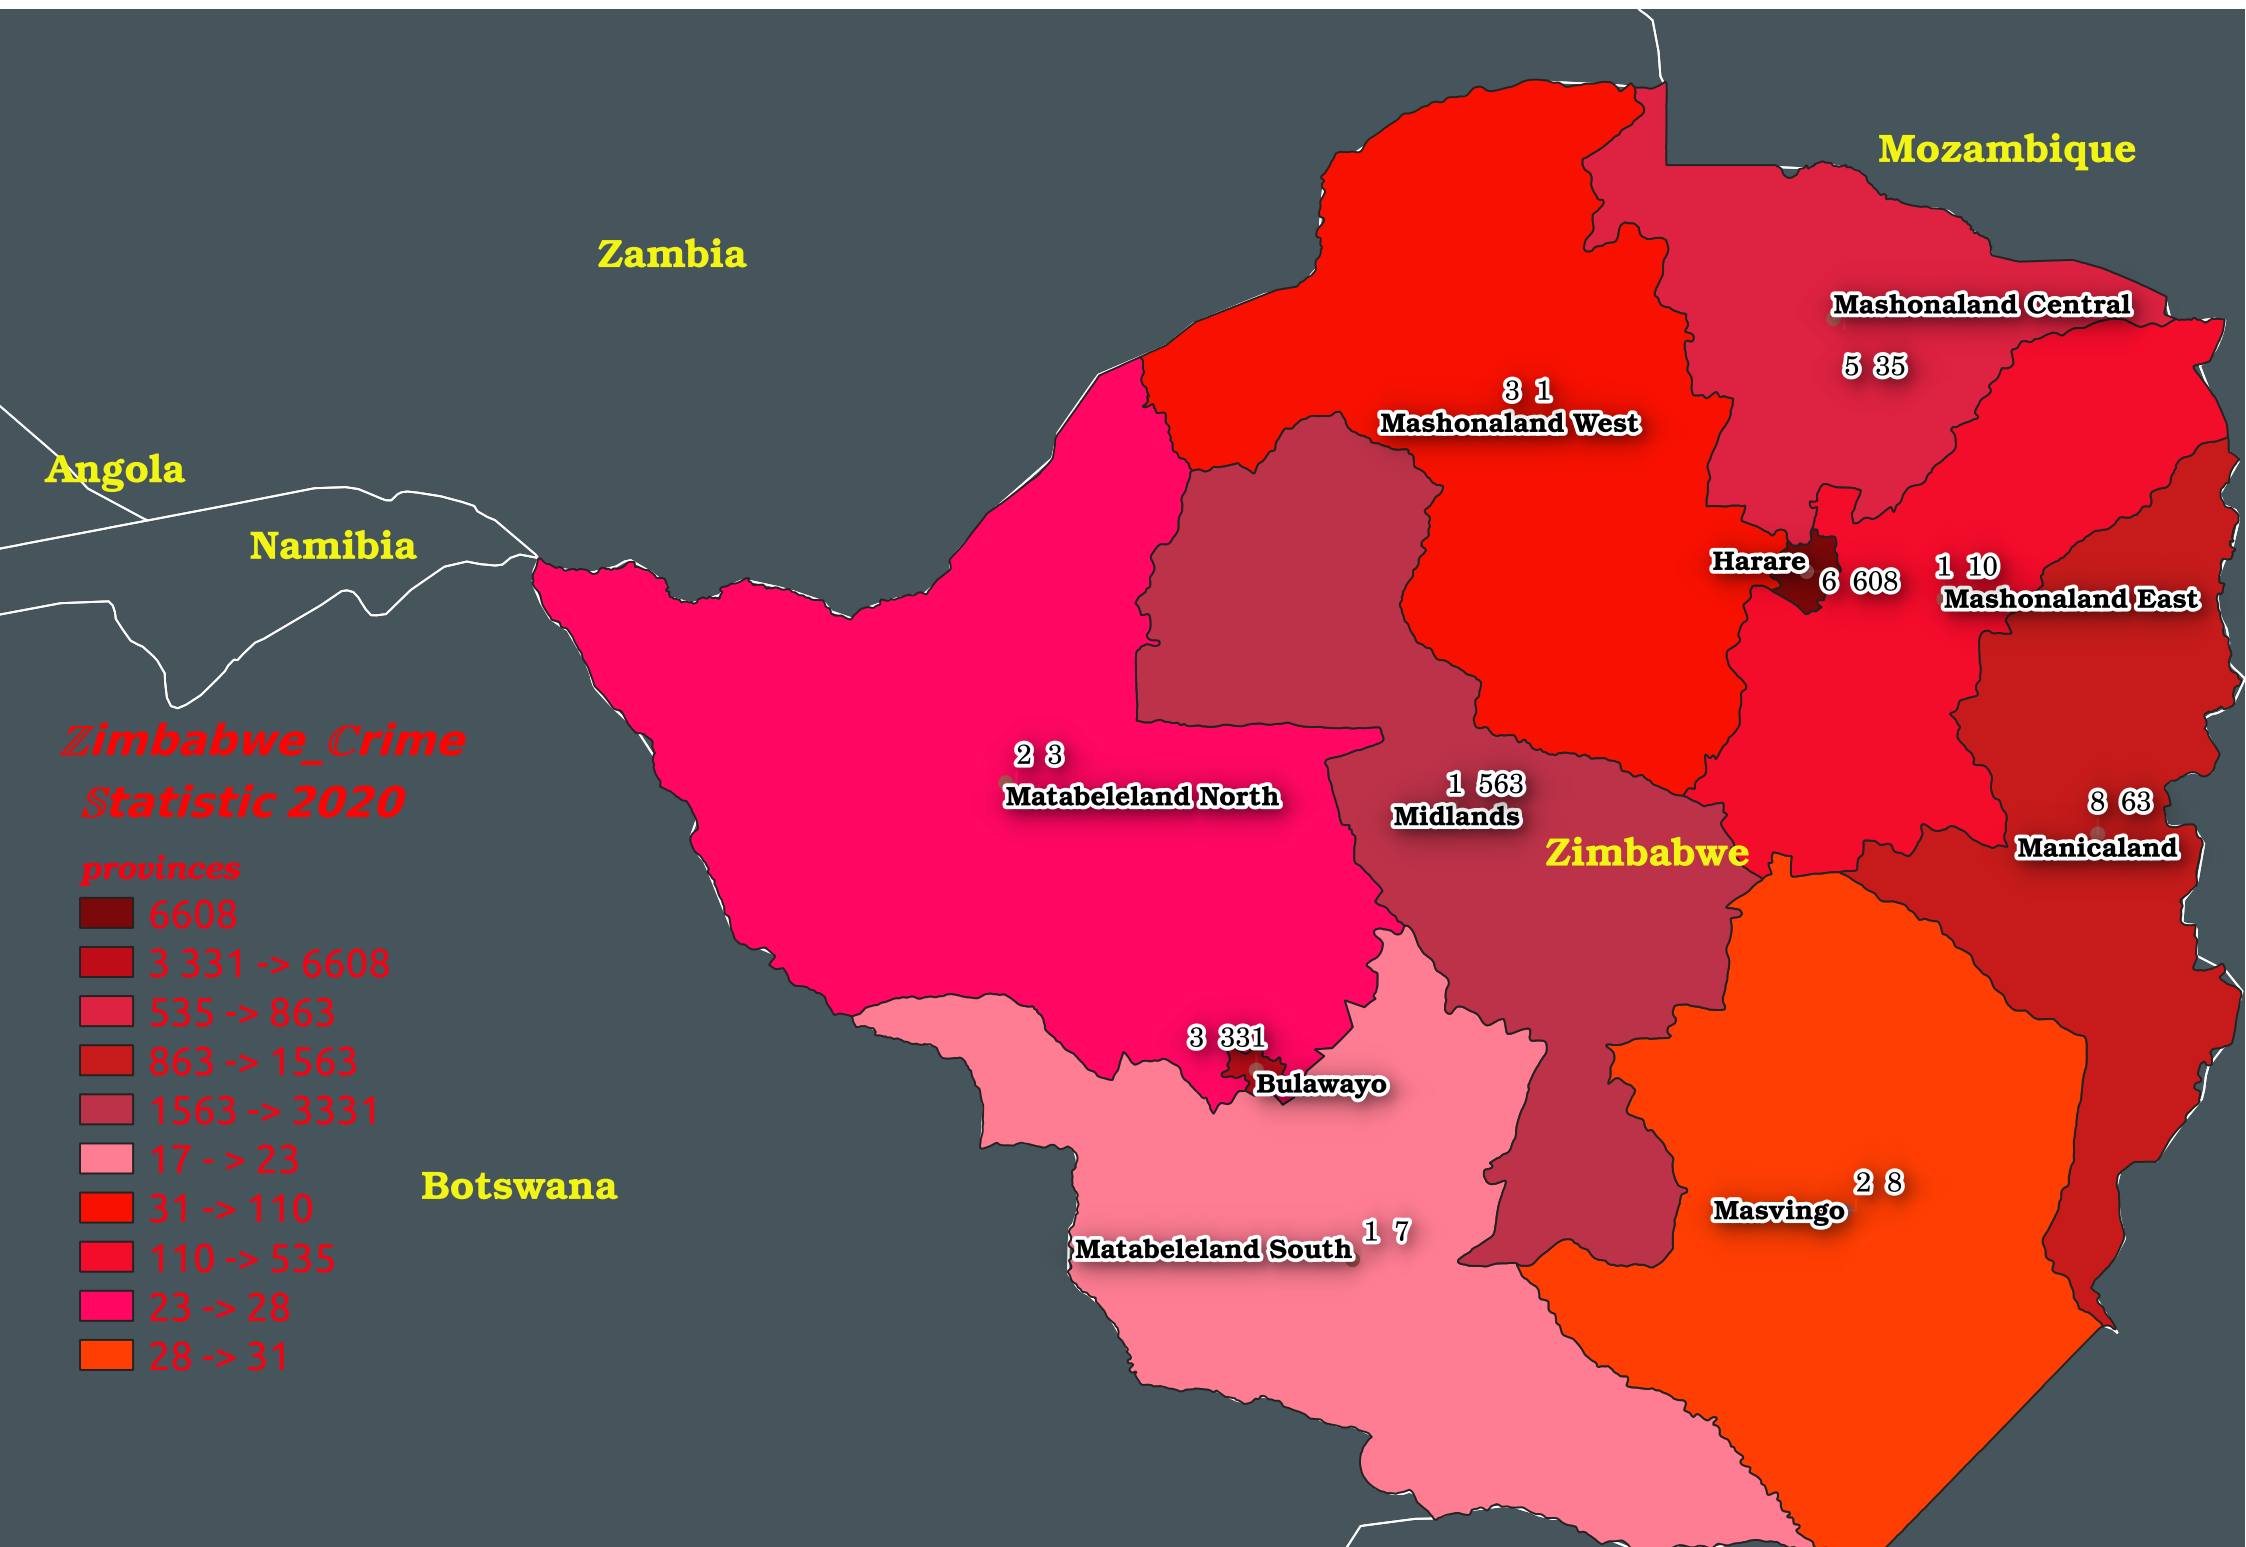 Mozambique
Zambia
Mashonaland Central
5 35
3 1
Mashonaland West
Angola
Namibia
Harare
6 608
1 10
Mashonaland East
ℤimbabwe_ℂrime
𝕊tatistic 2020
2 3
Matabeleland North
1 563
Midlands
Zimbabwe
8 63
Manicaland
provinces
6608
3 331 -> 6608
535 -> 863
863 -> 1563
1563 -> 3331
17 - > 23
31 -> 110
110 -> 535
23 -> 28
28 -> 31
3 331
Bulawayo
Botswana
1 7
Matabeleland South
2 8
Masvingo